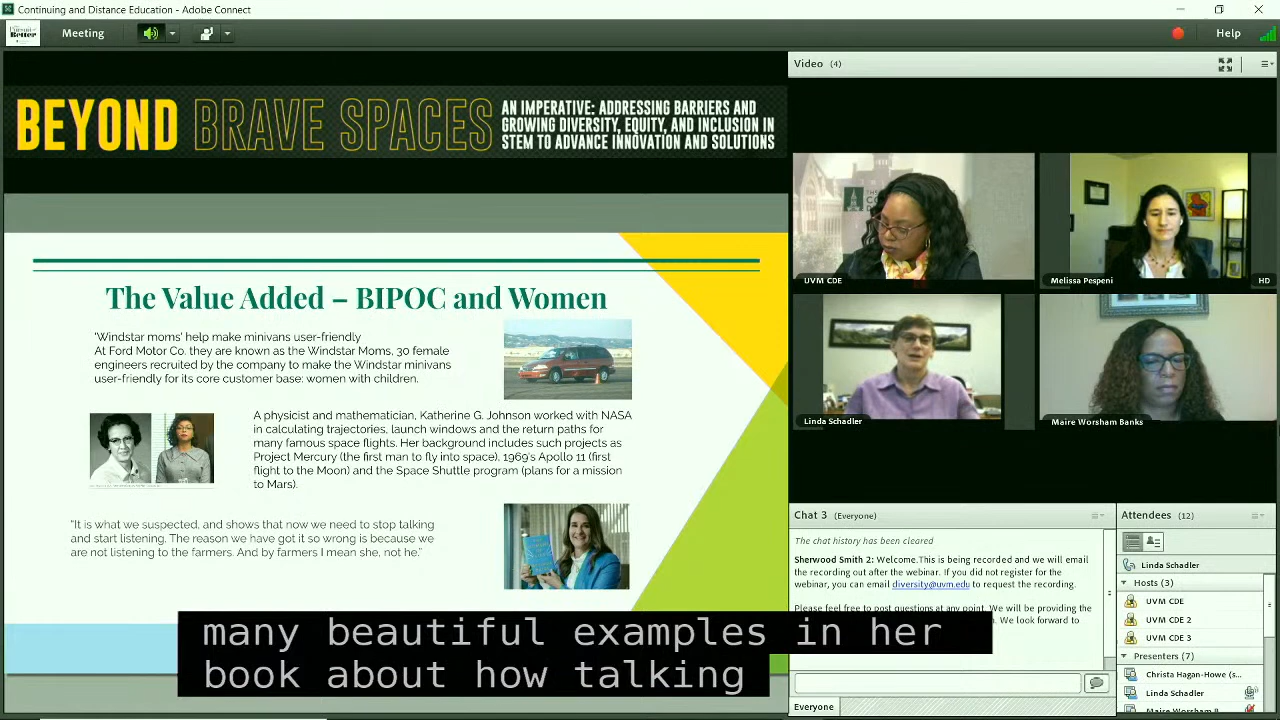 Continuing and Distance Education - Adobe Connect
Pursuit of
Better
Meeting
Help
BEYOND BRAVE SPACES
AN IMPERATIVE: ADDRESSING BARRIERS AND
GROWING DIVERSITY, EQUITY, AND INCLUSION IN
STEM TO ADVANCE INNOVATION AND SOLUTIONS
The Value Added – BIPOC and Women
'Windstar moms' help make minivans user-friendly
At Ford Motor Co. they are known as the Windstar Moms, 30 female
engineers recruited by the company to make the Windstar minivans
user-friendly for its core customer base: women with children.
A physicist and mathematician, Katherine G. Johnson worked with NASA
in calculating trajectories, launch windows and the return paths for
many famous space flights. Her background includes such projects as
Project Mercury (the first man to fly into space), 1969's Apollo 11 (first
flight to the Moon) and the Space Shuttle program (plans for a mission
to Mars).
"It is what we suspected, and shows that now we need to stop talking
and start listening. The reason we have got it so wrong is because we
are not listening to the farmers. And by farmers I mean she, not he."
many beautiful examples in her
book about how talking
Video (4)
UVM CDE
Melissa Pespeni
HD
Linda Schadler
Maire Worsham Banks
Chat 3 (Everyone)
The chat history has been cleared
Sherwood Smith 2: Welcome.This is being recorded and we will email
the recording out after the webinar. If you did not register for the
webinar, you can email diversity@uvm.edu to request the recording.
Please feel free to post questions at any point. We will be providing the
We look forward to
Everyone
Attendees (12)
Linda Schadler
Hosts (3)
UVM CDE
UVM CDE 2
UVM CDE 3
Presenters (7)
Christa Hagan-Howe (s...
Linda Schadler
Maire Worsham B...